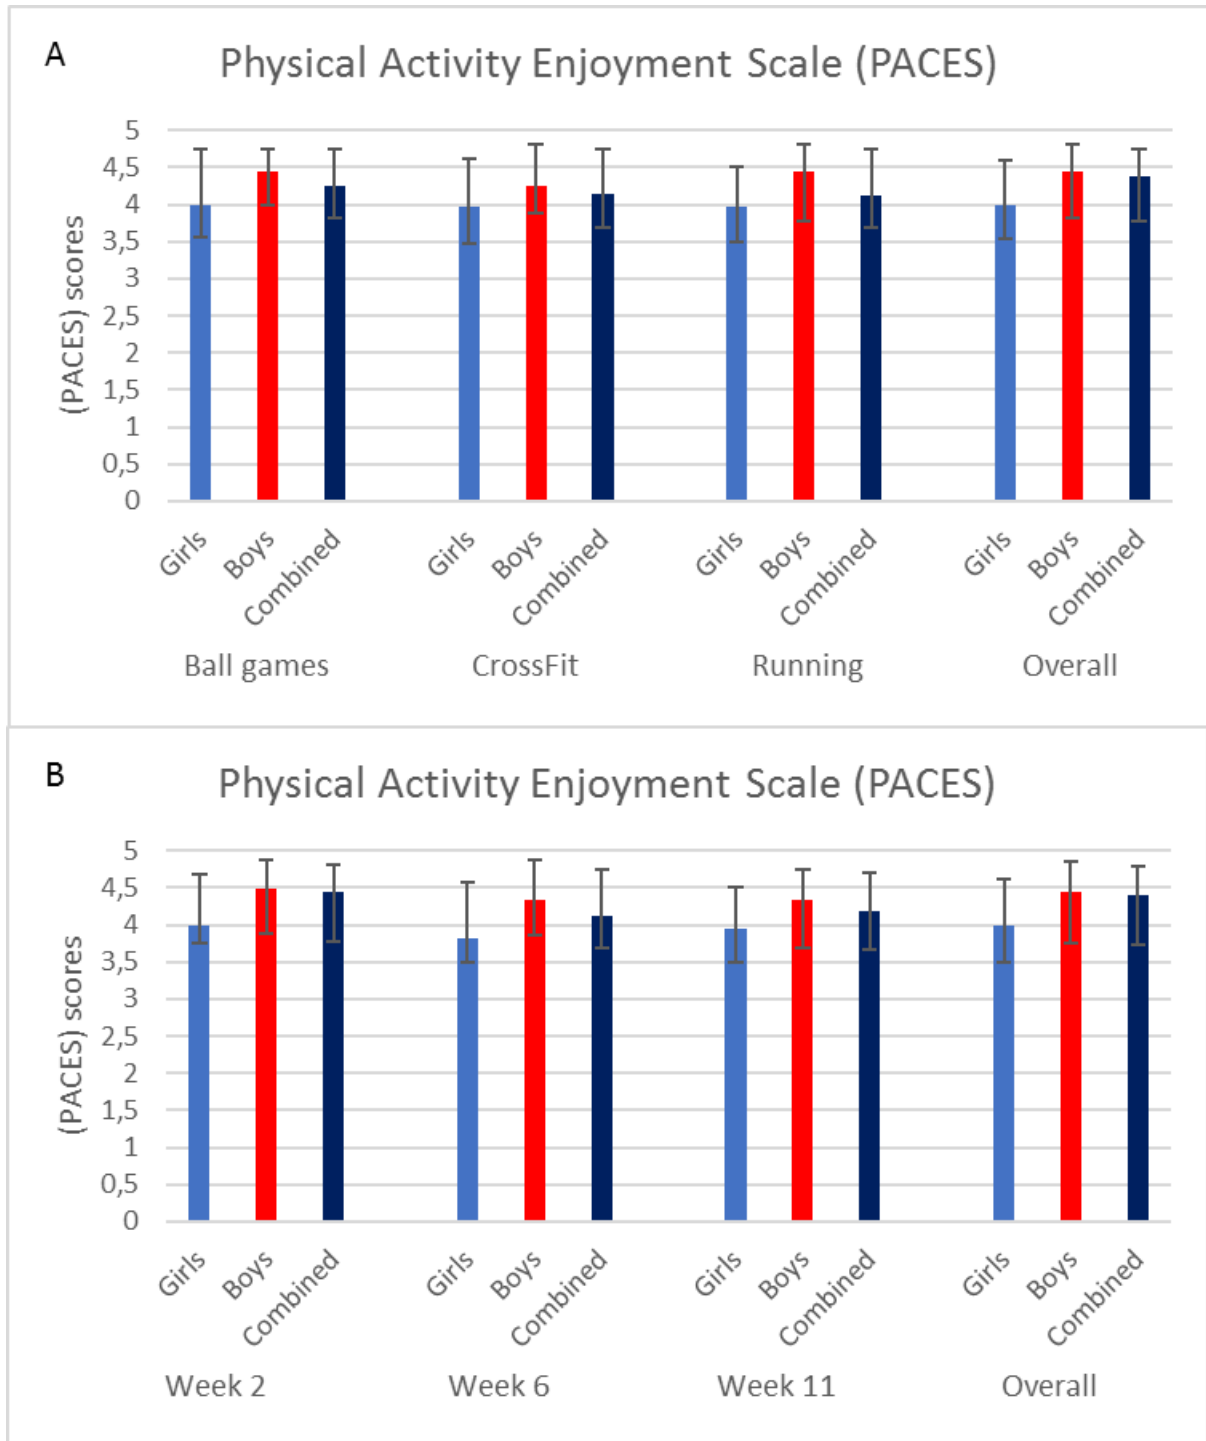 A
Physical Activity Enjoyment Scale (PACES)
(PACES) scores
5
4,5
4
3,5
3
2,5
2
1,5
1
0,5
0
Girls Boys Combined Girls Boys Combined Girls Boys Combined Girls Boys Combined
Ball games CrossFit Running Overall
B
Physical Activity Enjoyment Scale (PACES)
(PACES) scores
5
4,5
4
3,5
3
2,5
2
1,5
1
0,5
0
Girls Boys Combined Girls Boys Combined Girls Boys Combined Girls Boys Combined
Week 2 Week 6 Week 11 Overall